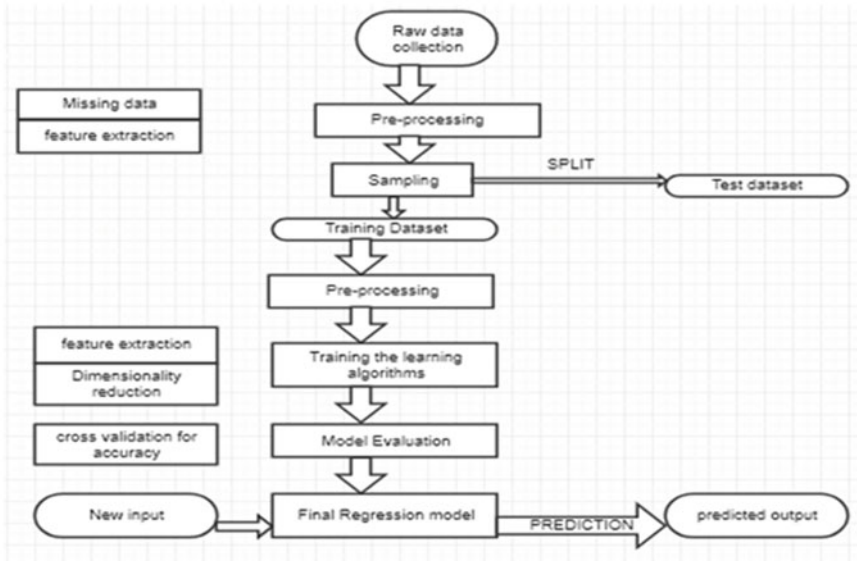 Raw data
collection
Missing data
feature extraction
Pre-processing
Sampling
SPLIT
Test dataset
Training Dataset
Pre-processing
feature extraction
Dimensionality
reduction
Training the learning
algorithms
cross validation for
accuracy
Model Evaluation
New input
Final Regression model
PREDICTION
predicted output